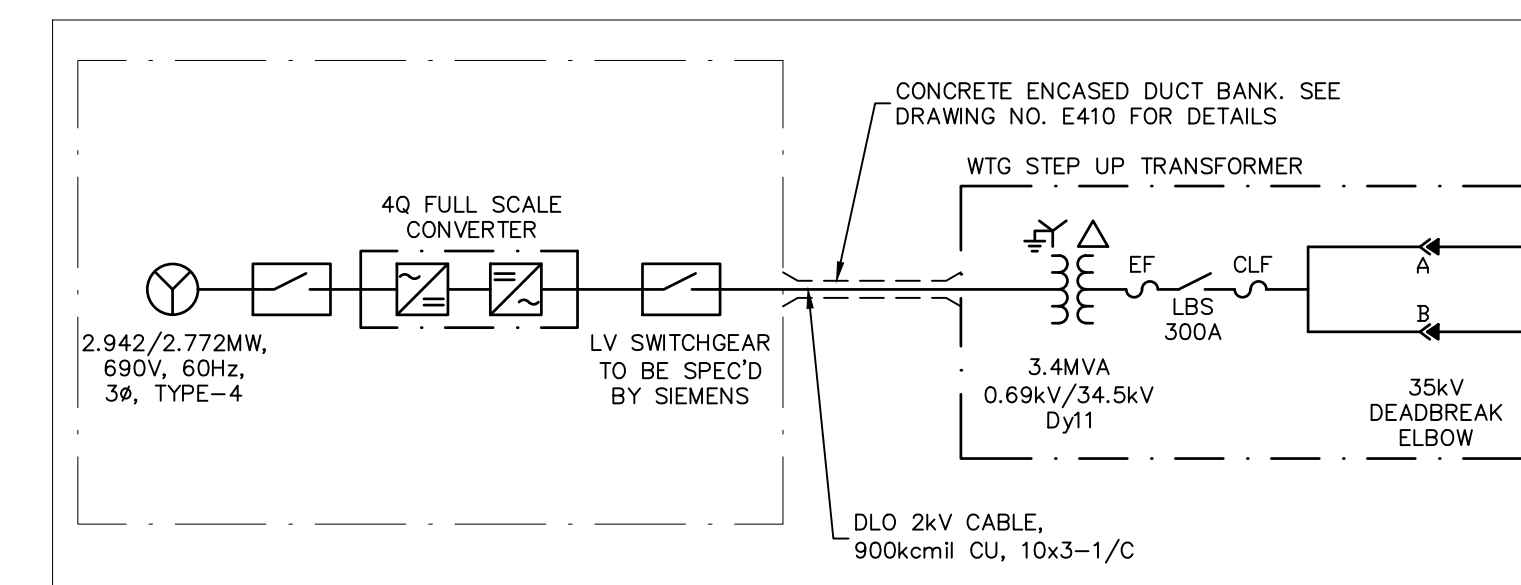 CONCRETE ENCASED DUCT BANK. SEE
DRAWING NO. E410 FOR DETAILS
WTG STEP UP TRANSFORMER
4Q FULL SCALE
CONVERTER
EF
CLF
LBS
300A
A
B
2.942/2.772MW,
690V, 60Hz,
3ø, TYPE-4
LV SWITCHGEAR
TO BE SPEC'D
BY SIEMENS
3.4MVA
0.69kV/34.5kV
Dy11
35kV
DEADBREAK
ELBOW
DLO 2kV CABLE,
900kcmil CU, 10x3-1/C